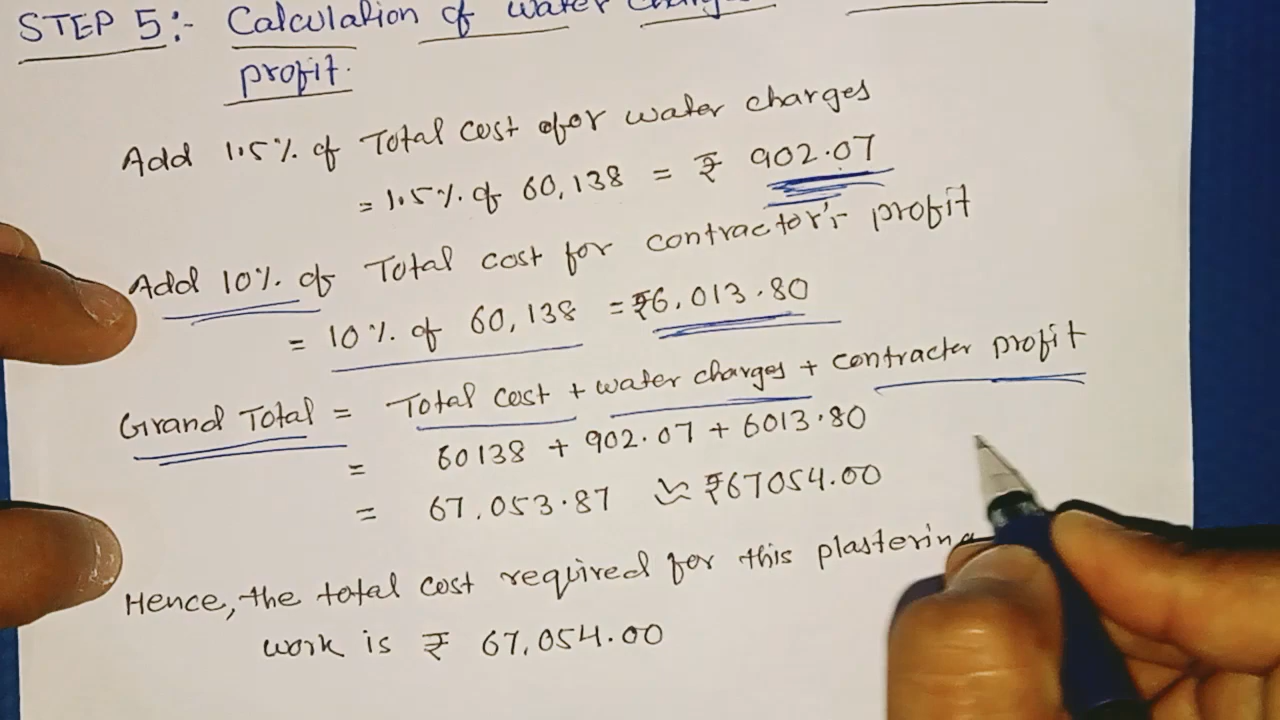 STEP 5:- Calculation of water
profit.
Add 1.5% of Total cost for water charges
= 1.5% of 60,138 = ₹ 902.07
Add 10% of Total cost for contractor's profit
= 10% of 60,138 = ₹6,013.80
Grand Total = Total cost + water charges + contracter profit
= 60138 + 902.07 + 6013.80
= 67,053.87 ≈ ₹67054.00
Hence, the total cost required for this plastering
work is ₹ 67,054.00